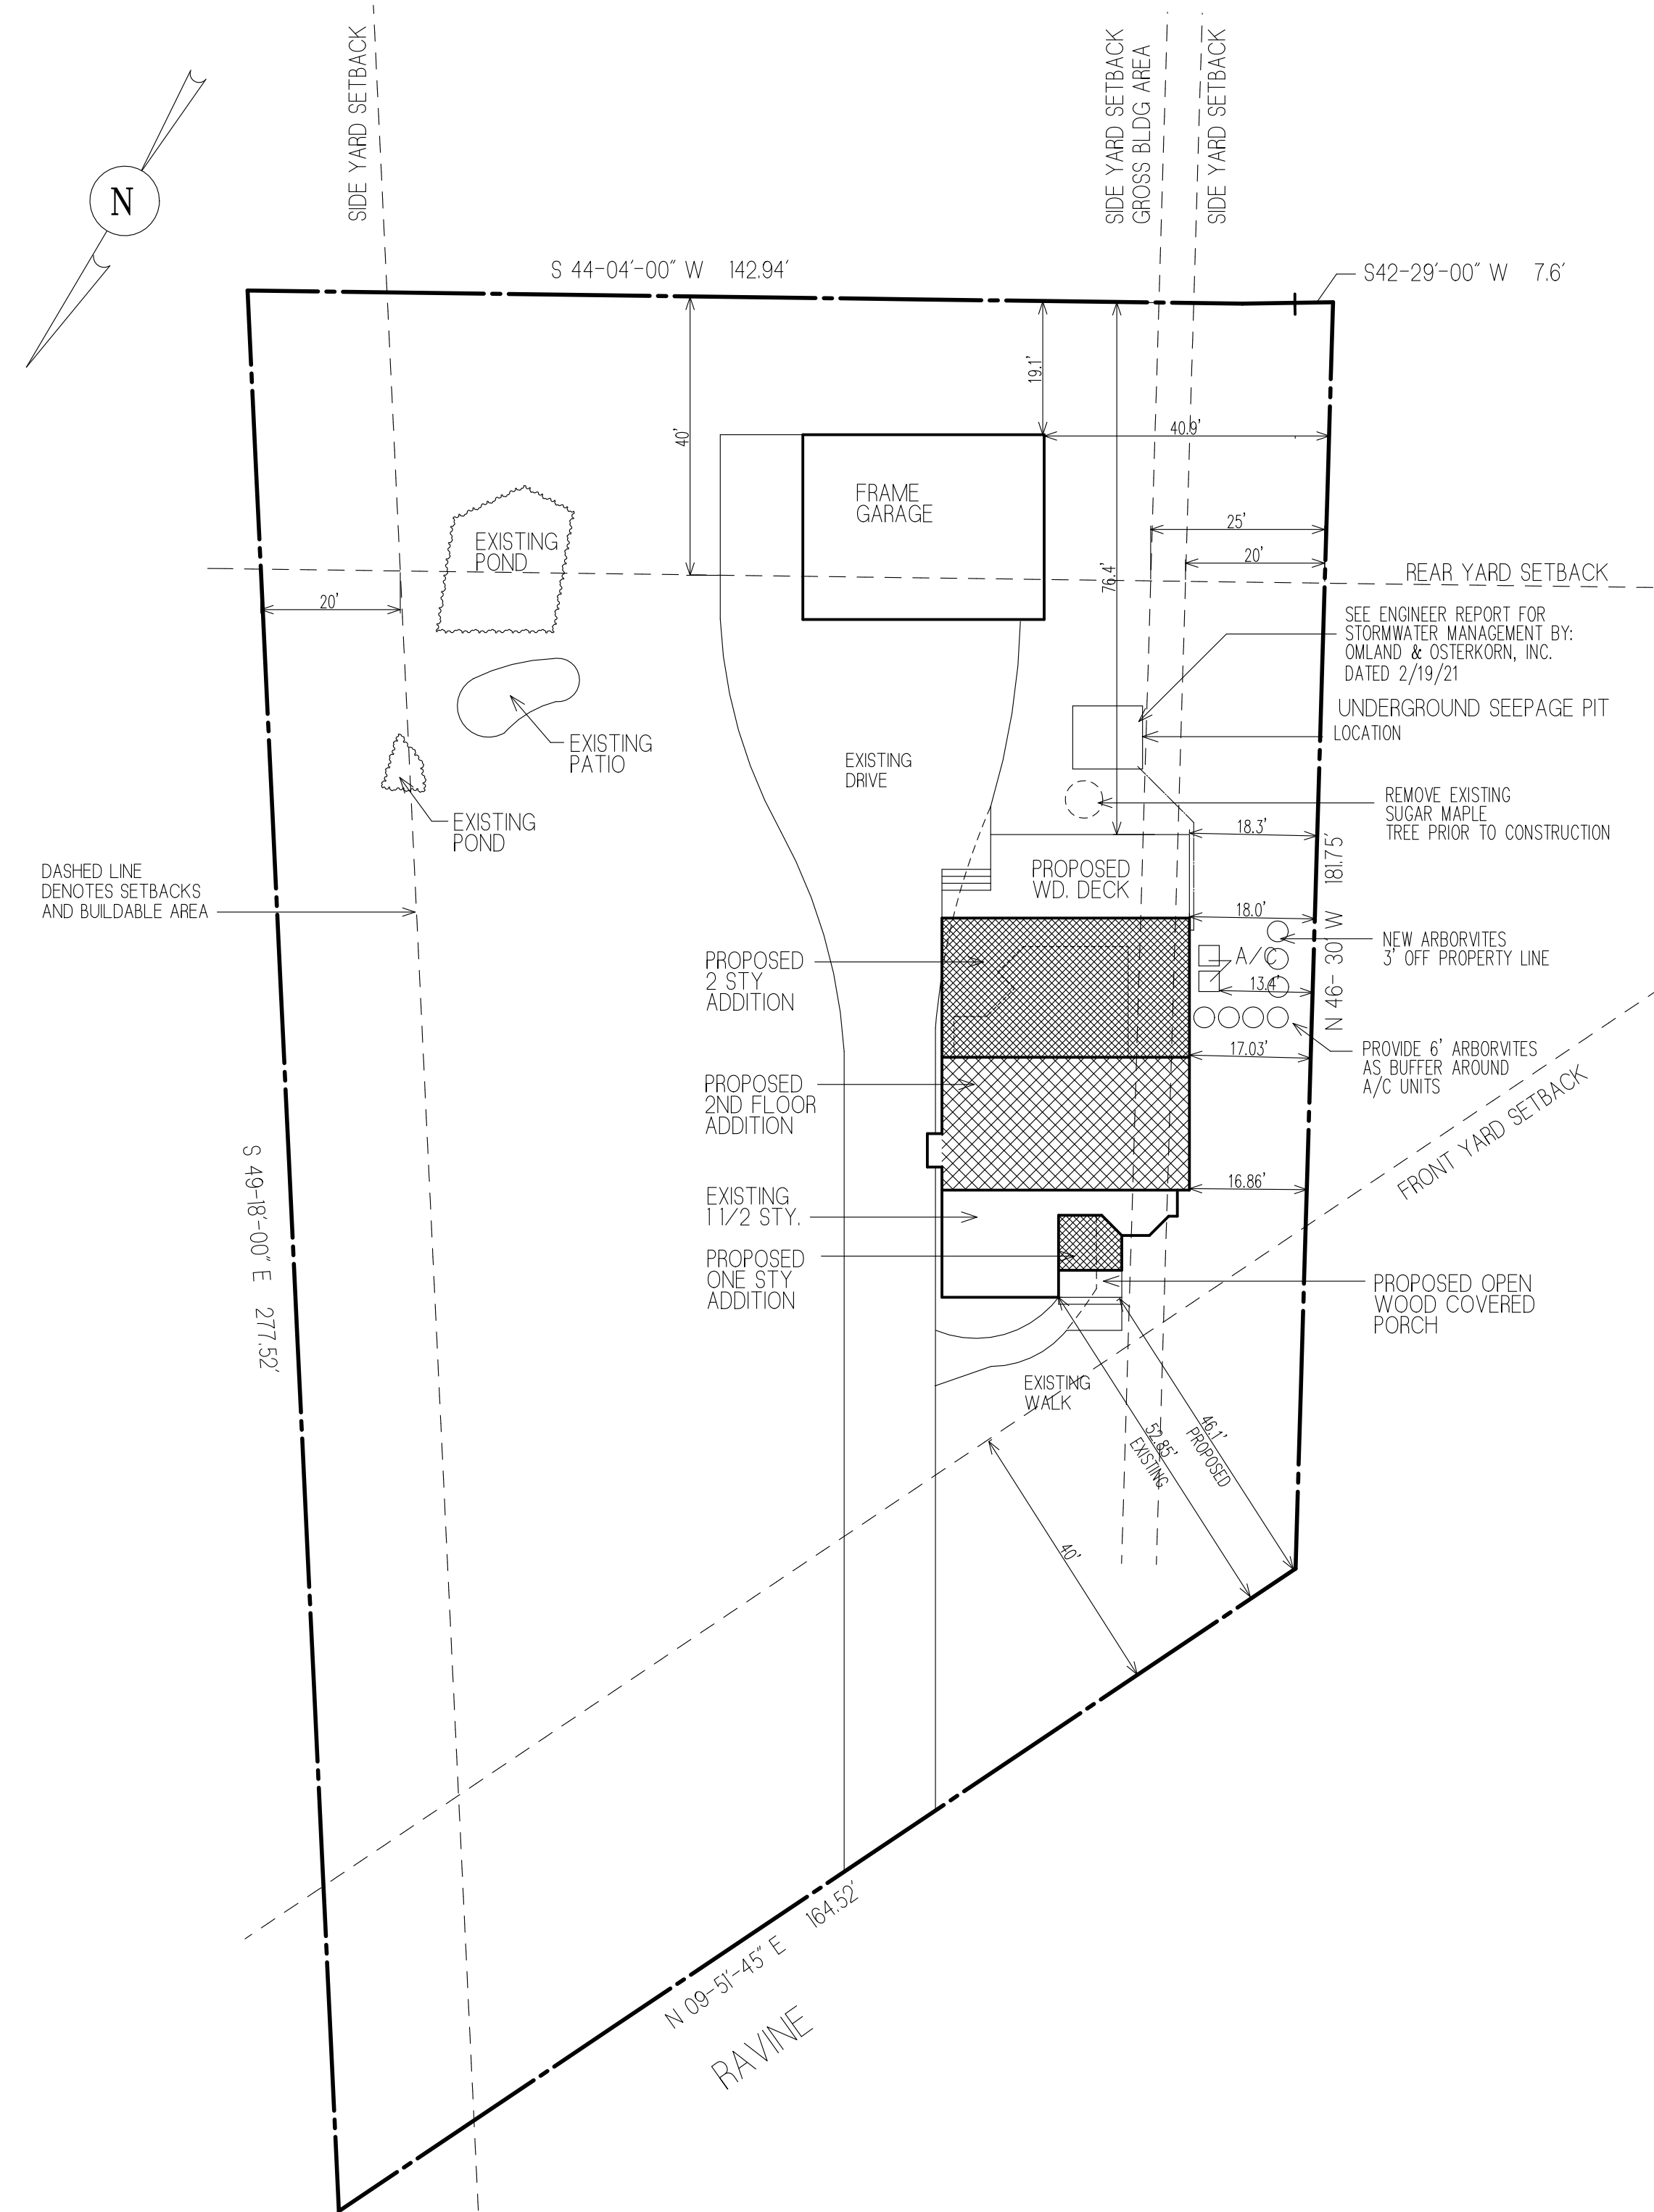 SIDE YARD SETBACK
SIDE YARD SETBACK
GROSS BLDG AREA
SIDE YARD SETBACK
N
S 44-04'-00" W 142.94'
S42-29'-00" W 7.6'
19.1'
40'
40.9'
FRAME
GARAGE
25'
EXISTING
POND
20'
76.4'
REAR YARD SETBACK
20'
SEE ENGINEER REPORT FOR
STORMWATER MANAGEMENT BY:
OMLAND & OSTERKORN, INC.
DATED 2/19/21
UNDERGROUND SEEPAGE PIT
LOCATION
EXISTING
PATIO
EXISTING
DRIVE
REMOVE EXISTING
SUGAR MAPLE
TREE PRIOR TO CONSTRUCTION
EXISTING
POND
18.3'
DASHED LINE
DENOTES SETBACKS
AND BUILDABLE AREA
PROPOSED
WD. DECK
N 46- 30' W 181.75'
18.0'
NEW ARBORVITES
3' OFF PROPERTY LINE
PROPOSED
2 STY
ADDITION
A/C
13.4'
17.03'
PROVIDE 6' ARBORVITES
AS BUFFER AROUND
A/C UNITS
PROPOSED
2ND FLOOR
ADDITION
FRONT YARD SETBACK
S 49-18'-00" E 277.52'
16.86'
EXISTING
1 1/2 STY.
PROPOSED
ONE STY
ADDITION
PROPOSED OPEN
WOOD COVERED
PORCH
EXISTING
WALK
52.85'
EXISTING
46.1'
PROPOSED
40'
N 09-51'-45" E 164.52'
RAVINE